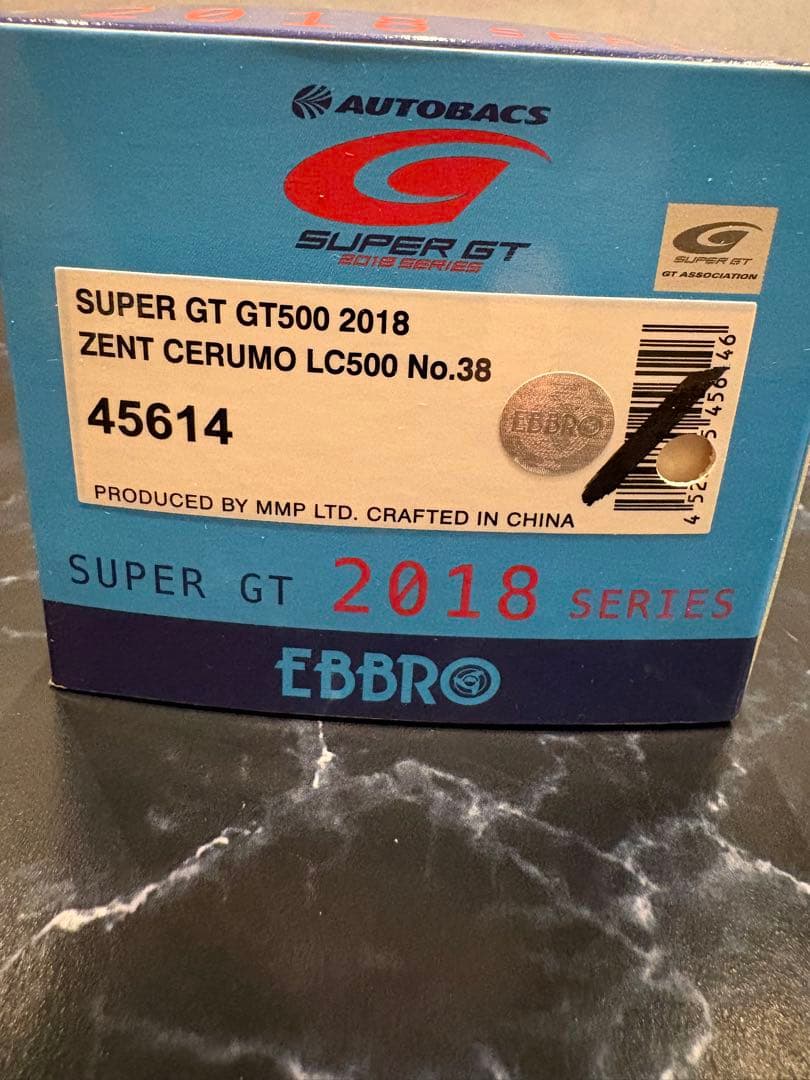 2018
AUTOBACS
SUPER GT
2018 SERIES
SUPER GT
GT ASSOCIATION
SUPER GT GT500 2018
ZENT CERUMO LC500 No.38
EBBRO
45614
PRODUCED BY MMP LTD. CRAFTED IN CHINA
SUPER GT 2018 SERIES
EBBRO